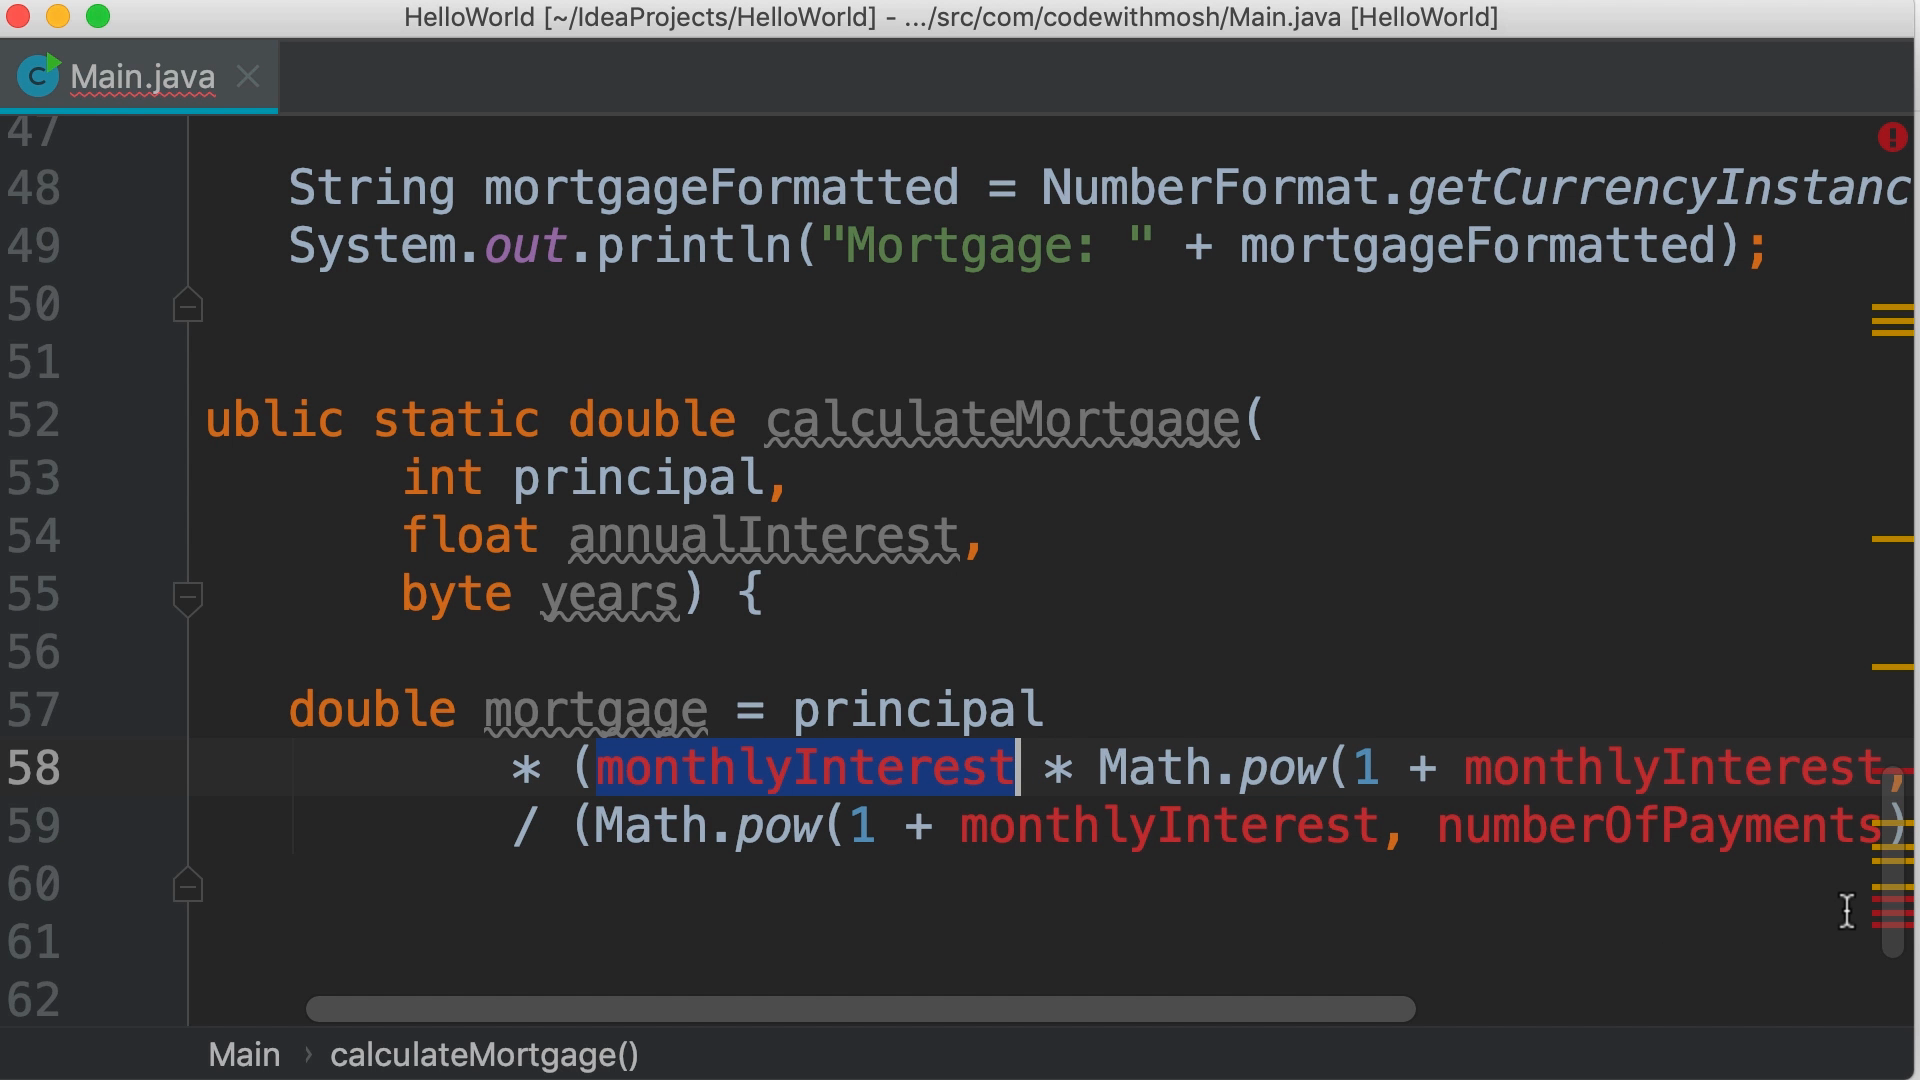 HelloWorld [~/IdeaProjects/HelloWorld] - .../src/com/codewithmosh/Main.java [HelloWorld]
C Main.java
47
48 String mortgageFormatted = NumberFormat.getCurrencyInstanc
49 System.out.println("Mortgage: " + mortgageFormatted);
50
51
52 ublic static double calculateMortgage(
53 int principal,
54 float annualInterest,
55 byte years) {
56
57 double mortgage = principal
58 * (monthlyInterest * Math.pow(1 + monthlyInterest,
59 / (Math.pow(1 + monthlyInterest, numberOfPayments)
60
61
62
Main › calculateMortgage()